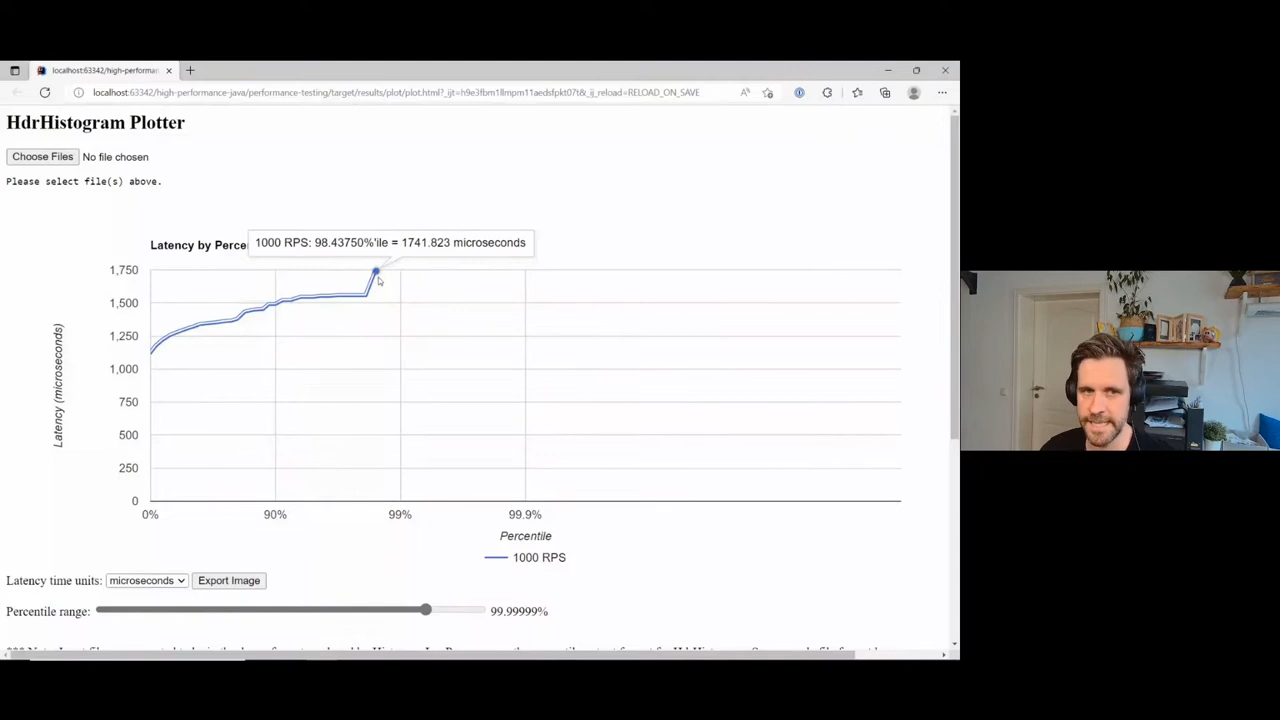 localhost:63342/high-performan
localhost:63342/high-performance-java/performance-testing/target/results/plot/plot.html?_ijt=h9e3fbm1llmpm11aedsfpkt07t&_ij_reload=RELOAD_ON_SAVE
HdrHistogram Plotter
Choose Files No file chosen
Please select file(s) above.
Latency by Perce
1000 RPS: 98.43750%'ile = 1741.823 microseconds
1,750
1,500
1,250
1,000
750
500
250
0
Latency (microseconds)
0% 90% 99% 99.9%
Percentile
1000 RPS
Latency time units: microseconds Export Image
Percentile range: 99.99999%